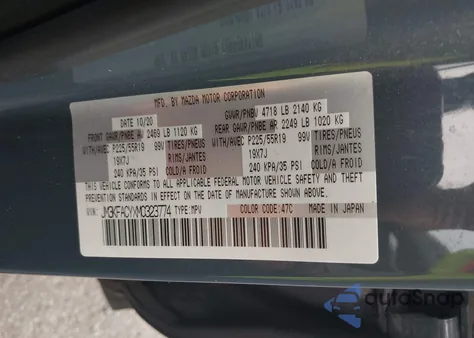 MFG. BY MAZDA MOTOR CORPORATION
DATE 10/20 GVWR/PNBV 4718 LB 2140 KG
FRONT GAWR/PNBE AV 2469 LB 1120 KG REAR GAWR/PNBE AR 2249 LB 1020 KG
WITH/AVEC P225/55R19 99V TIRES/PNEUS WITH/AVEC P225/55R19 99V TIRES/PNEUS
19X7J RIMS/JANTES 19X7J RIMS/JANTES
240 KPA/35 PSI COLD/A FROID 240 KPA/35 PSI COLD/A FROID
THIS VEHICLE CONFORMS TO ALL APPLICABLE FEDERAL MOTOR VEHICLE SAFETY AND THEFT PREVENTION
STANDARDS IN EFFECT ON THE DATE OF MANUFACTURE SHOWN ABOVE.
VIN: TYPE:MPV COLOR CODE:47C MADE IN JAPAN
autoSnap